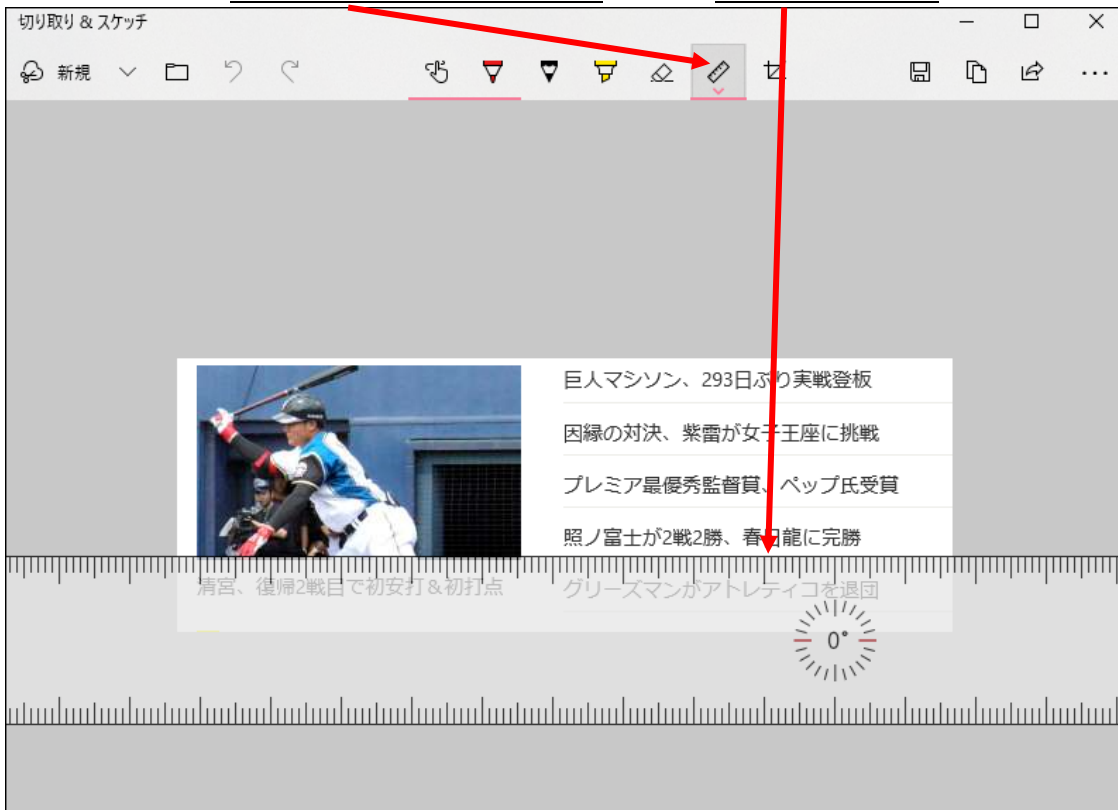 切り取り & スケッチ
新規
巨人マシソン、293日ぶり実戦登板
因縁の対決、紫雷が女子王座に挑戦
プレミア最優秀監督賞、ペップ氏受賞
照ノ富士が2戦2勝、春日龍に完勝
清宮、復帰2戦目で初安打&初打点
グリーズマンがアトレティコを退団
0°